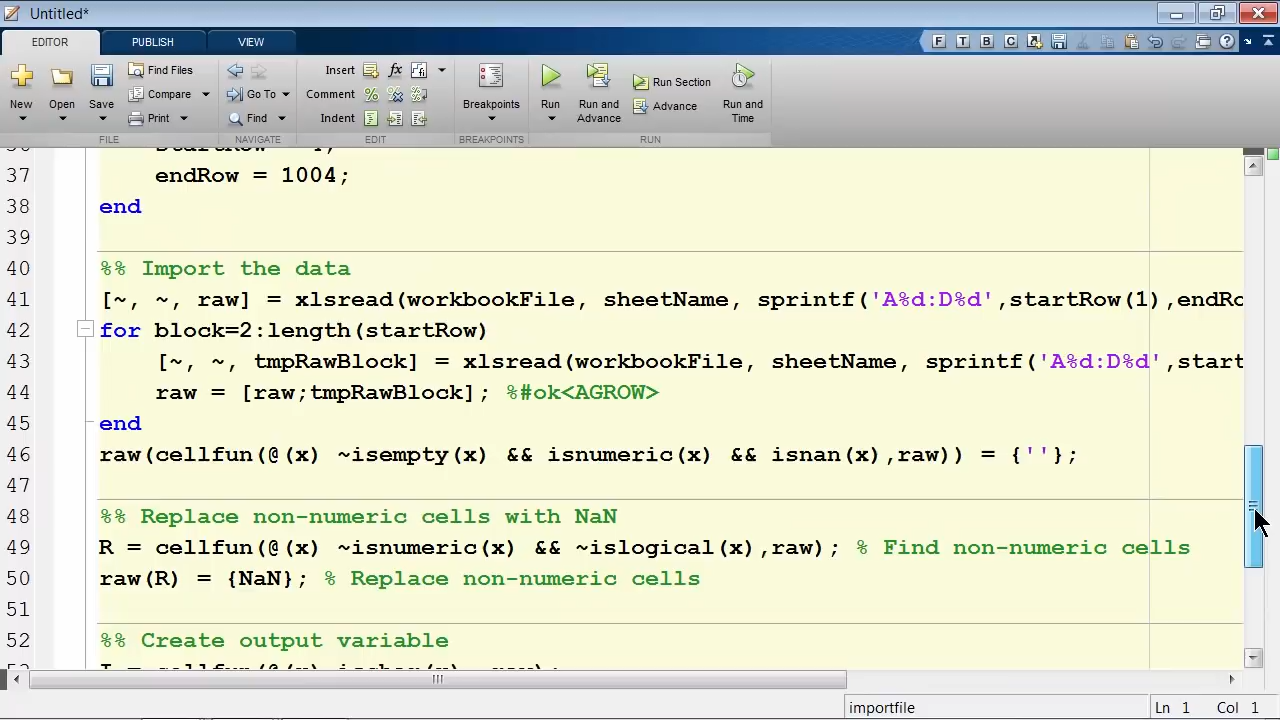 Untitled*
EDITOR PUBLISH VIEW
New Open Save
Find Files
Compare
Print
Go To
Find
Insert
Comment
Indent
Breakpoints
Run
Run and Advance
Run Section
Advance
Run and Time
FILE NAVIGATE EDIT BREAKPOINTS RUN
37 endRow = 1004;
38 end
39
40 %% Import the data
41 [~, ~, raw] = xlsread(workbookFile, sheetName, sprintf('A%d:D%d',startRow(1),endRo
42 for block=2:length(startRow)
43 [~, ~, tmpRawBlock] = xlsread(workbookFile, sheetName, sprintf('A%d:D%d',start
44 raw = [raw;tmpRawBlock]; %#ok<AGROW>
45 end
46 raw(cellfun(@(x) ~isempty(x) && isnumeric(x) && isnan(x),raw)) = {''};
47
48 %% Replace non-numeric cells with NaN
49 R = cellfun(@(x) ~isnumeric(x) && ~islogical(x),raw); % Find non-numeric cells
50 raw(R) = {NaN}; % Replace non-numeric cells
51
52 %% Create output variable
importfile
Ln 1 Col 1